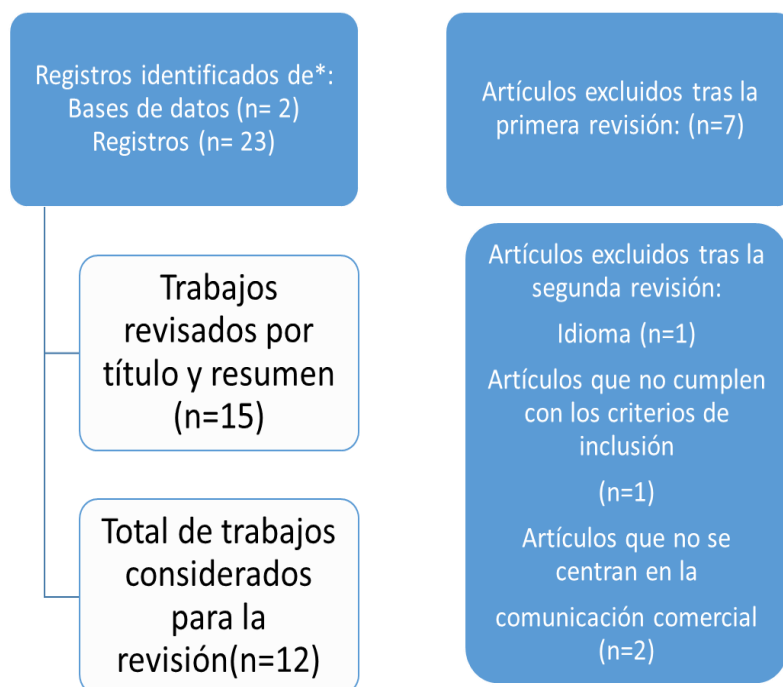 Registros identificados de*:
Bases de datos (n= 2)
Registros (n= 23)
Artículos excluidos tras la
primera revisión: (n=7)
Trabajos
revisados por
título y resumen
(n=15)
Total de trabajos
considerados
para la
revisión(n=12)
Artículos excluidos tras la
segunda revisión:
Idioma (n=1)
Artículos que no cumplen
con los criterios de
inclusión
(n=1)
Artículos que no se
centran en la
comunicación comercial
(n=2)